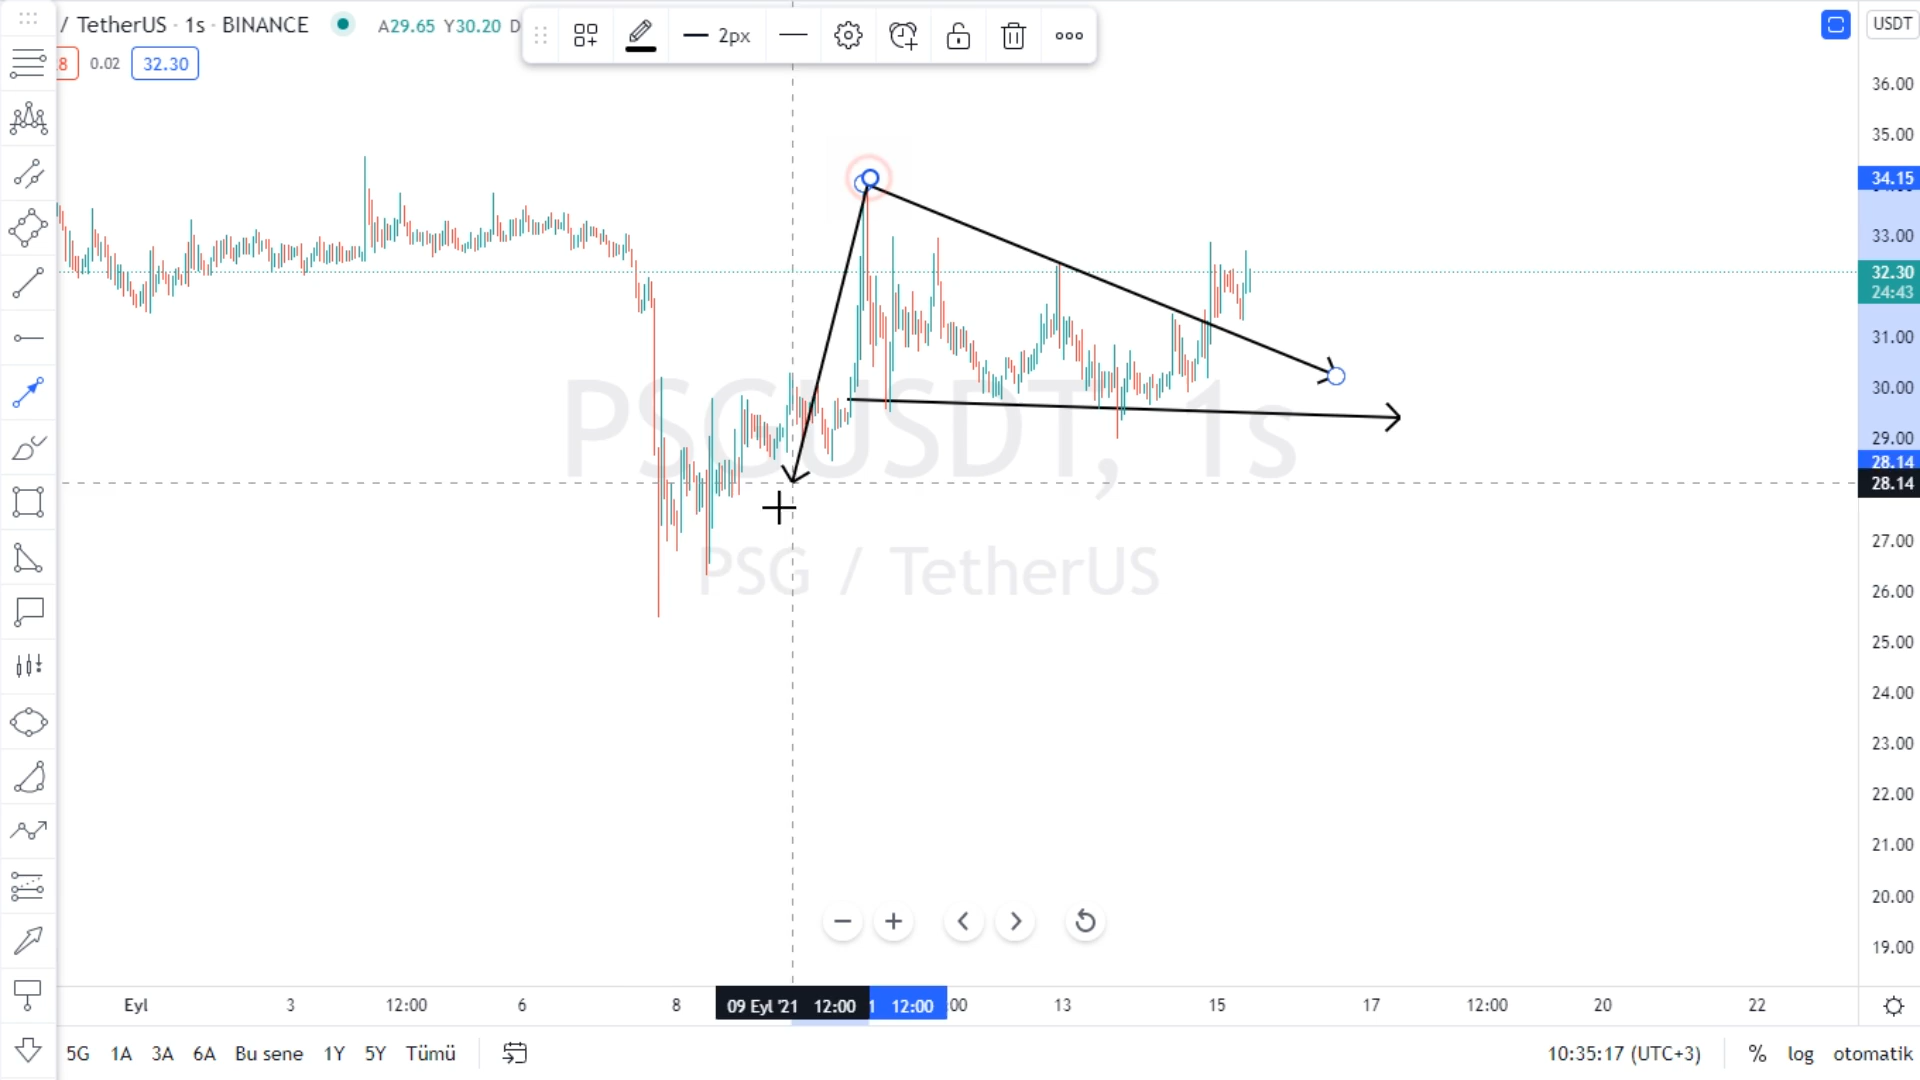 / TetherUS · 1s · BINANCE A29.65 Y30.20 D
2px
USDT
8 0.02 32.30
36.00
35.00
34.15
33.00
32.30
24:43
31.00
30.00
29.00
28.14
28.14
27.00
26.00
25.00
24.00
23.00
22.00
21.00
20.00
19.00
PSGUSDT, 1s
PSG / TetherUS
Eyl 3 12:00 6 8 09 Eyl '21 12:00 1 12:00 :00 13 15 17 12:00 20 22
5G 1A 3A 6A Bu sene 1Y 5Y Tümü 10:35:17 (UTC+3) % log otomatik